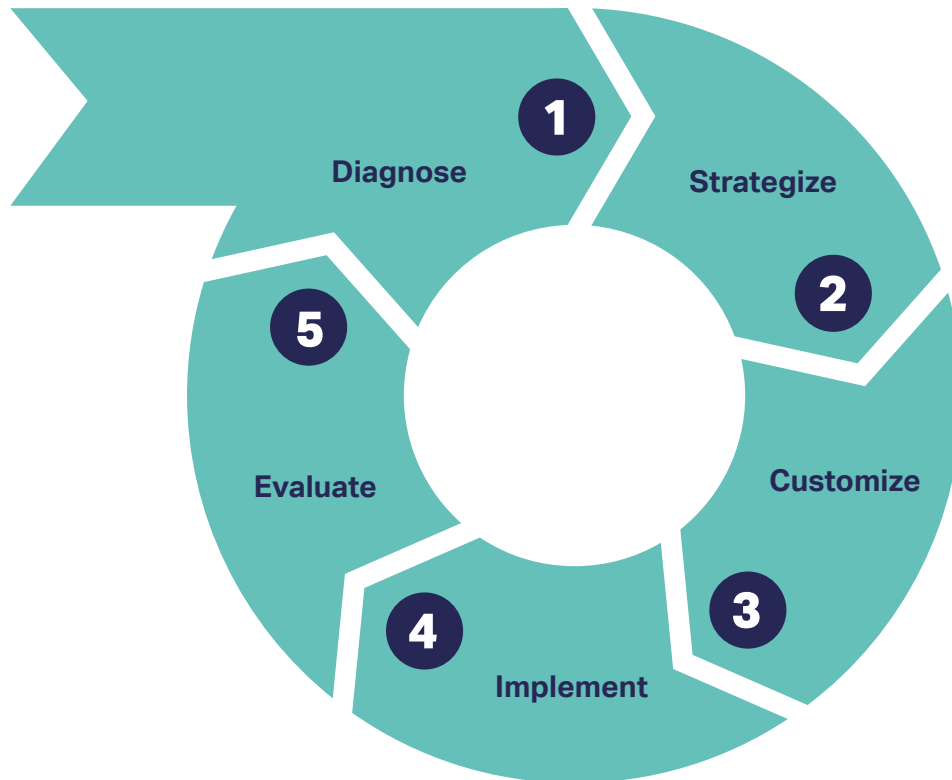 1
Diagnose
Strategize
2
Customize
3
4
Implement
Evaluate
5